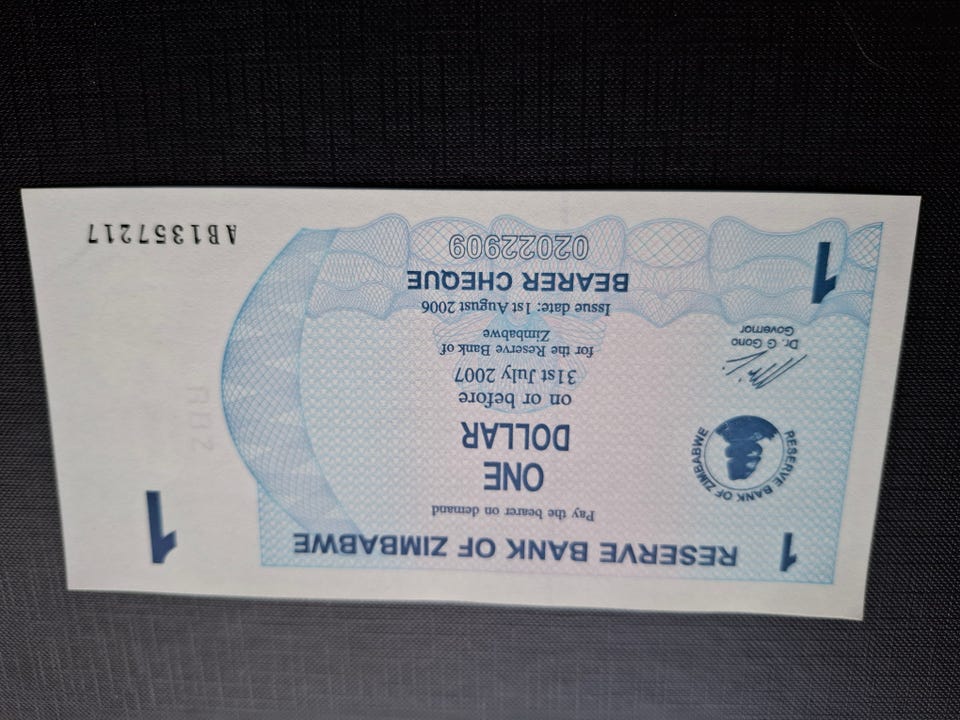 1
RESERVE BANK OF ZIMBABWE
1
Pay the bearer on demand
ONE
DOLLAR
on or before
31st July 2007
for the Reserve Bank of
Zimbabwe
Issue date: 1st August 2006
BEARER CHEQUE
02022909
RESERVE BANK OF ZIMBABWE
Dr. G Gono
Governor
1
RBZ
AB1357217